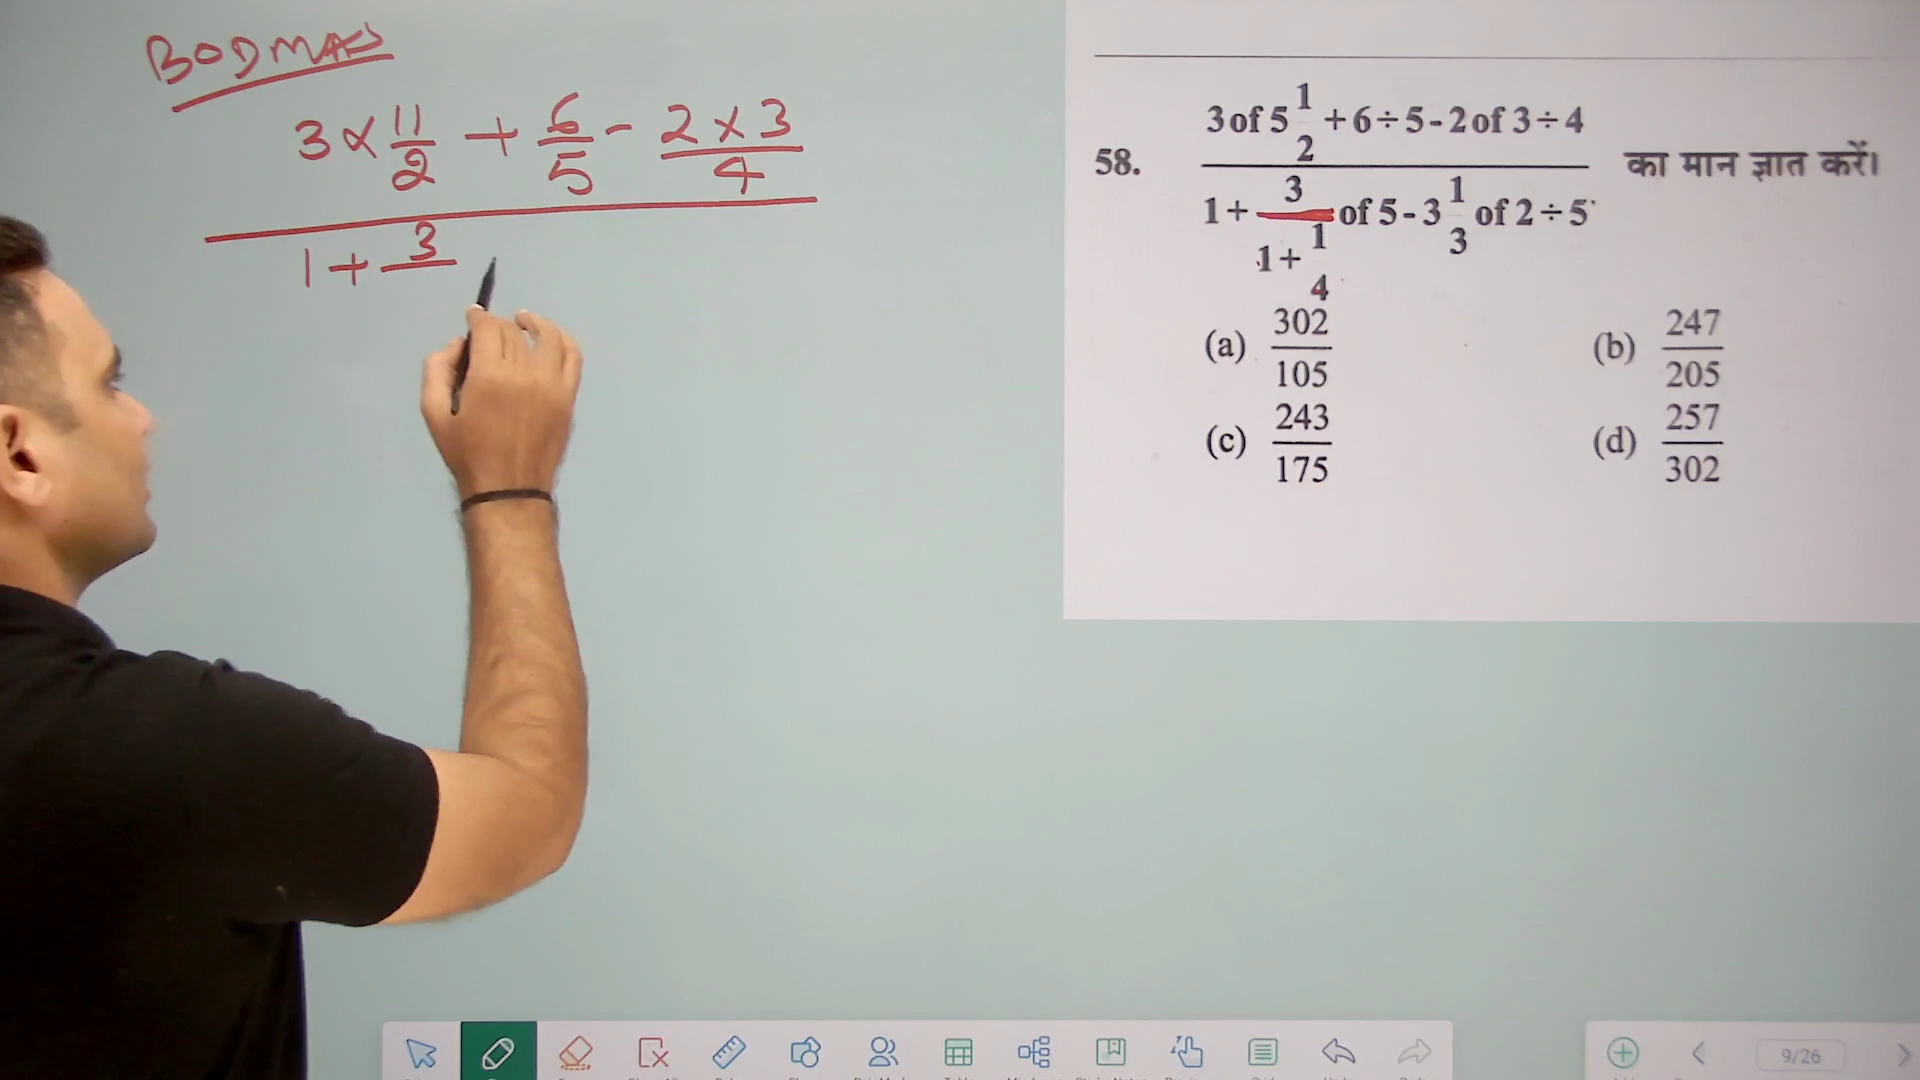 BODMAS
3 × 11/2 + 6/5 - 2 × 3/4
1 + 3
58. 3 of 5 1/2 + 6 ÷ 5 - 2 of 3 ÷ 4
1 + 3/(1 + 1/4) of 5 - 3 1/3 of 2 ÷ 5 का मान ज्ञात करें।
(a) 302/105 (b) 247/205
(c) 243/175 (d) 257/302
9/26